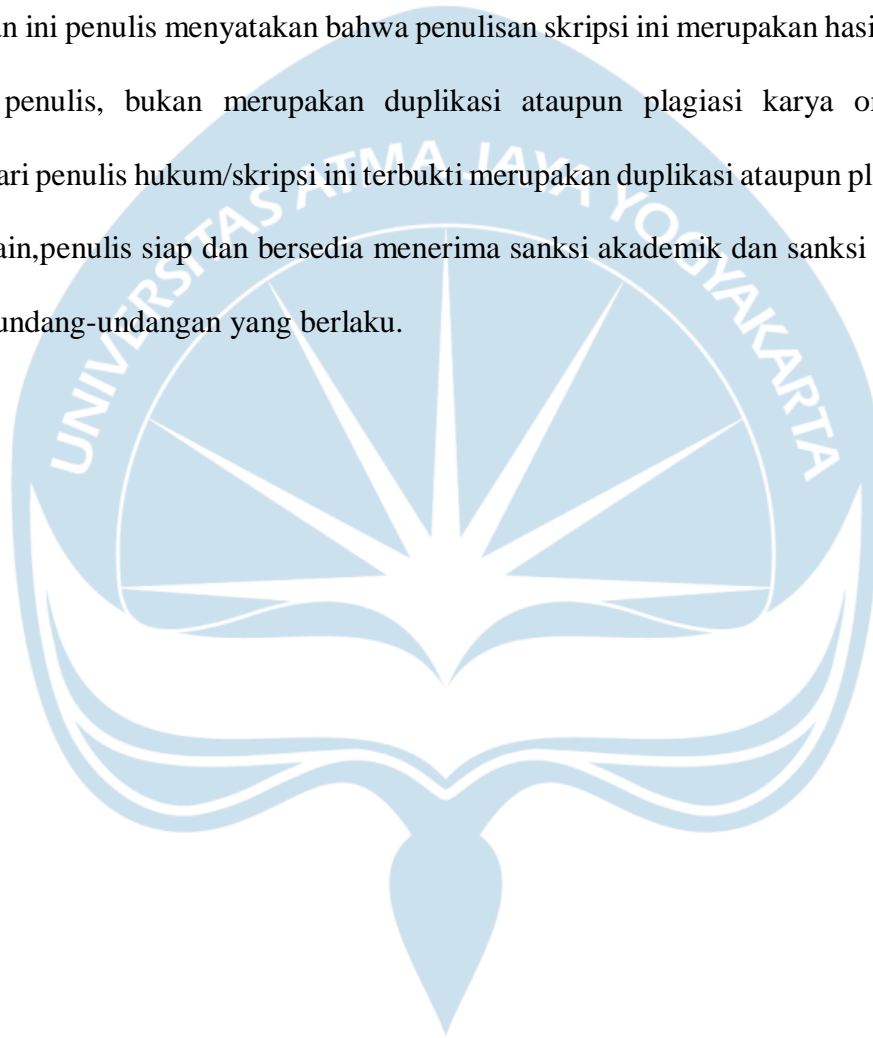 an ini penulis menyatakan bahwa penulisan skripsi ini merupakan hasi
penulis, bukan merupakan duplikasi ataupun plagiasi karya or
ari penulis hukum/skripsi ini terbukti merupakan duplikasi ataupun pl
ain,penulis siap dan bersedia menerima sanksi akademik dan sanksi
undang-undangan yang berlaku.
UNIVERSITAS ATMA JAYA YOGYAKARTA